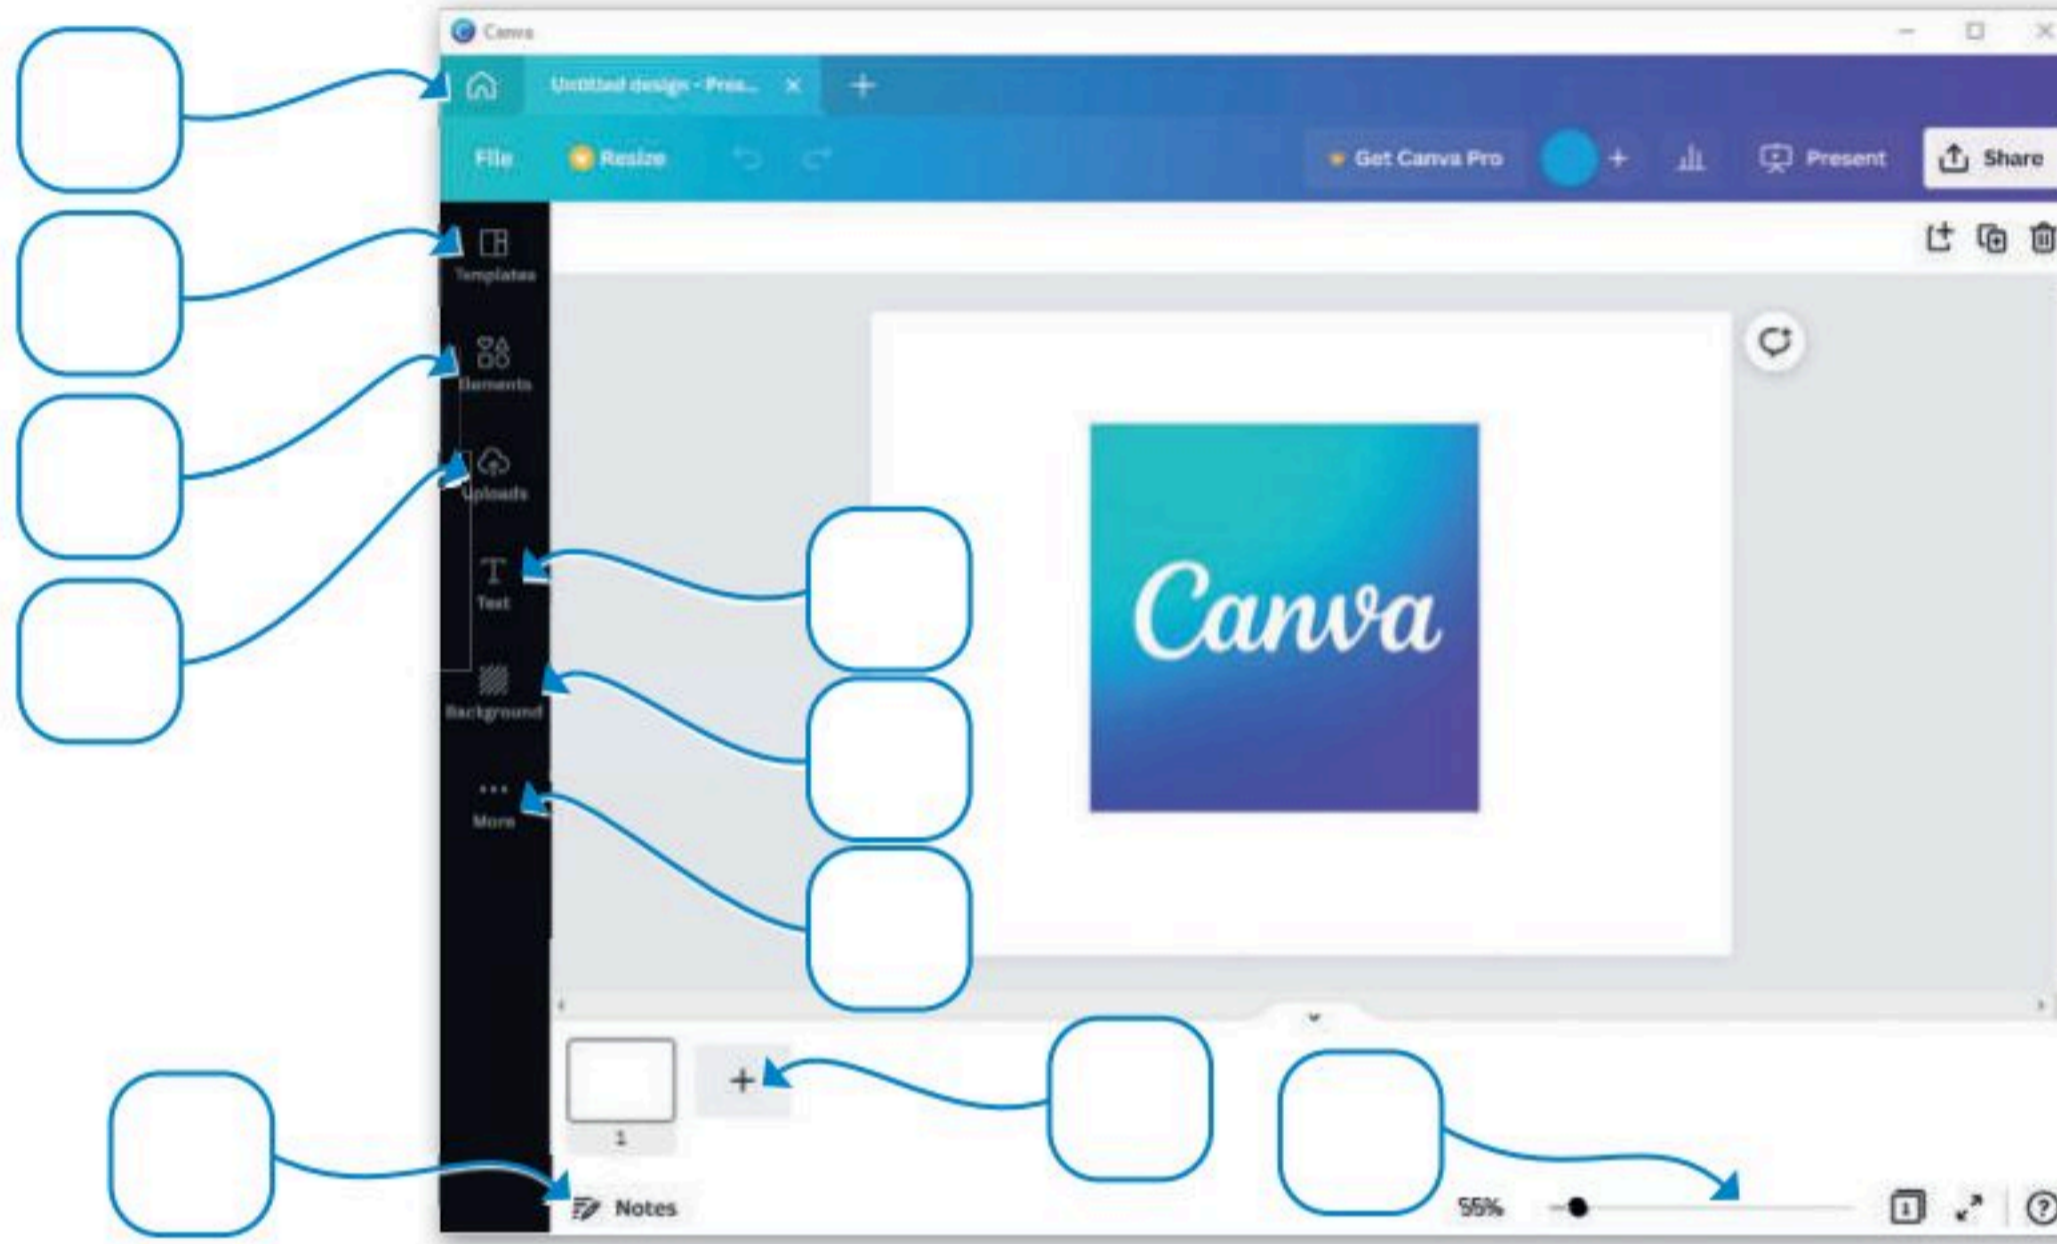 Canva
Untitled design - Pres...
File Resize Get Canva Pro Present Share
Templates
Elements
Uploads
Text
Background
More
Canva
1
Notes 55% 1 ?